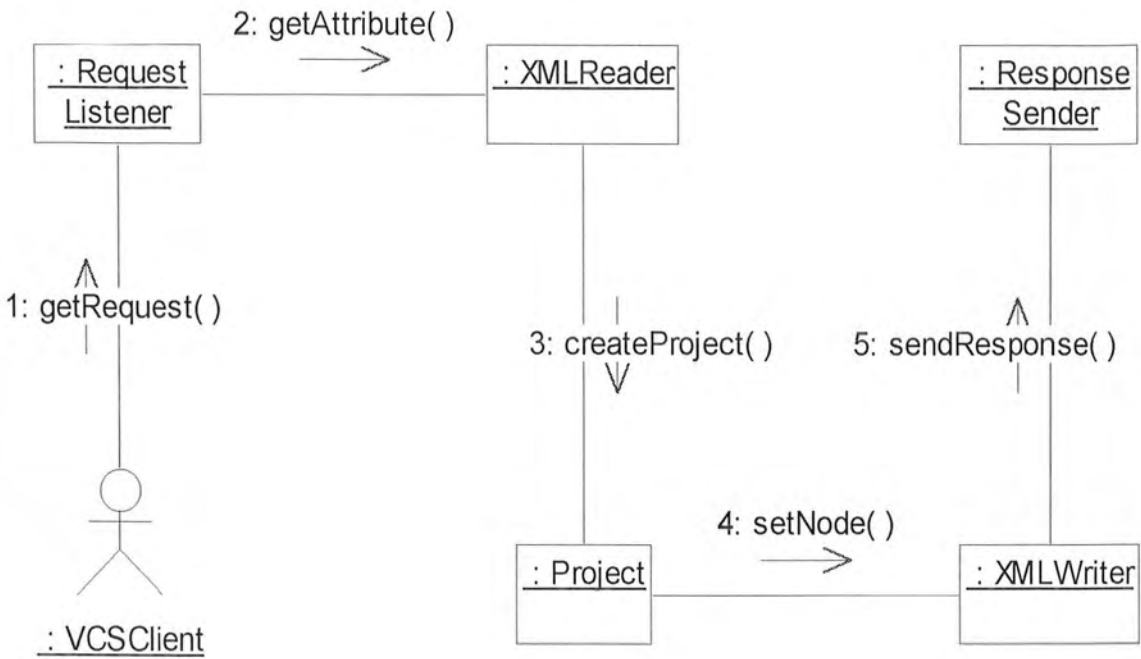 2: getAttribute( )
: Request
Listener
: XMLReader
: Response
Sender
1: getRequest( )
3: createProject( )
5: sendResponse( )
4: setNode( )
: Project
: XMLWriter
: VCSClient